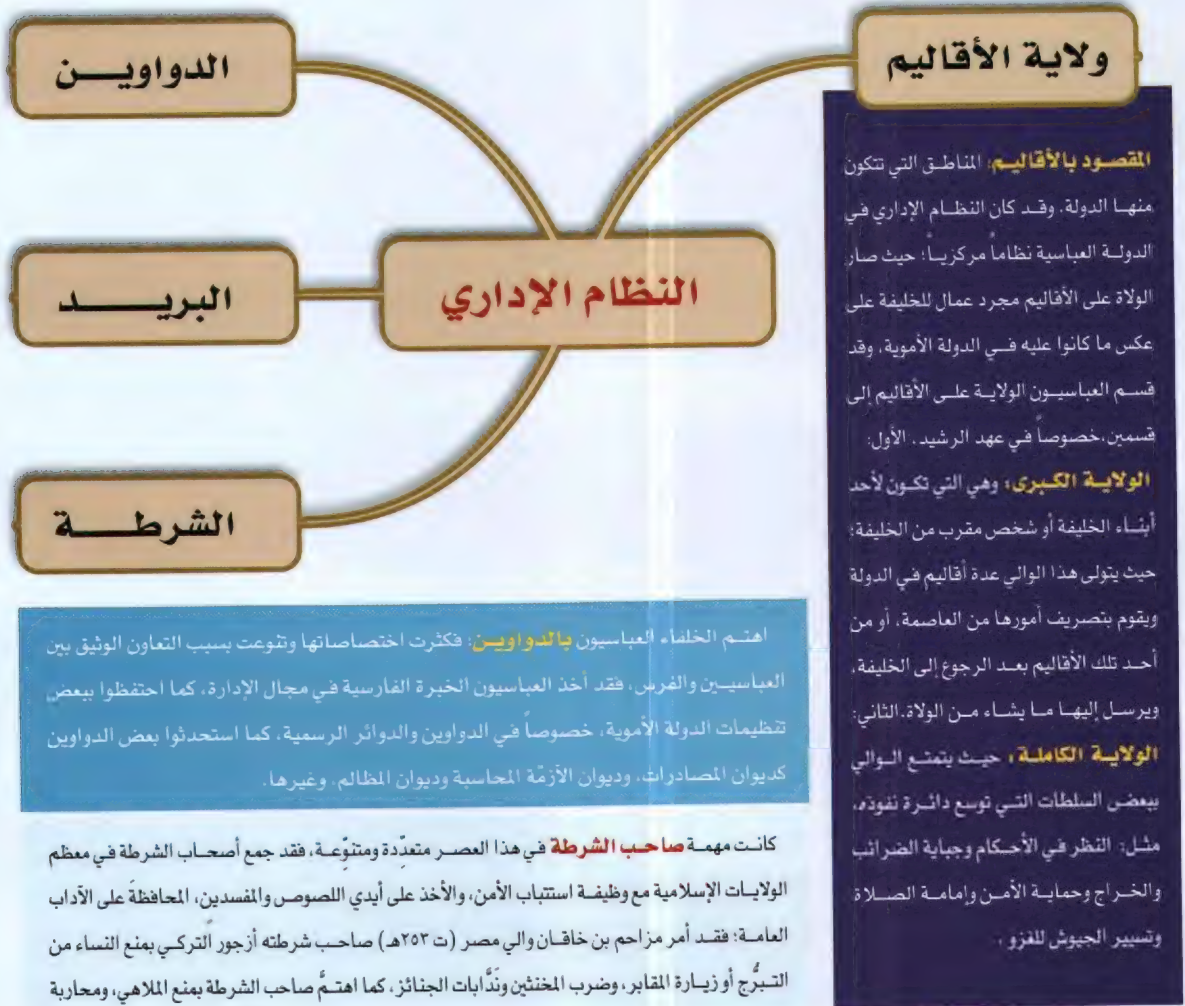 ولاية الأقاليم
الدواوين
النظام الإداري
البريد
الشرطة
المقصود بالأقاليم: المناطق التي تتكون
منها الدولة. وقد كان النظام الإداري في
الدولة العباسية نظاماً مركزياً؛ حيث صار
الولاة على الأقاليم مجرد عمال للخليفة على
عكس ما كانوا عليه في الدولة الأموية، وقد
قسم العباسيون الولاية على الأقاليم إلى
قسمين،خصوصاً في عهد الرشيد. الأول:
الولاية الكبرى: وهي التي تكون لأحد
أبناء الخليفة أو شخص مقرب من الخليفة؛
حيث يتولى هذا الوالي عدة أقاليم في الدولة
ويقوم بتصريف أمورها من العاصمة، أو من
أحد تلك الأقاليم بعد الرجوع إلى الخليفة،
ويرسل إليها ما يشاء من الولاة.الثاني:
الولاية الكاملة: حيث يتمتع الوالي
ببعض السلطات التي توسع دائرة نفوذه،
مثل: النظر في الأحكام وجباية الضرائب
والخراج وحماية الأمن وإمامة الصلاة
وتسيير الجيوش للغزو .
اهتم الخلفاء العباسيون بالدواوين: فكثرت اختصاصاتها وتنوعت بسبب التعاون الوثيق بين
العباسيين والفرس، فقد أخذ العباسيون الخبرة الفارسية في مجال الإدارة، كما احتفظوا ببعض
تنظيمات الدولة الأموية، خصوصاً في الدواوين والدوائر الرسمية، كما استحدثوا بعض الدواوين
كديوان المصادرات، وديوان الأزمّة المحاسبة وديوان المظالم، وغيرها.
كانت مهمة صاحب الشرطة في هذا العصر متعدّدة ومتنوّعة، فقد جمع أصحاب الشرطة في معظم
الولايات الإسلامية مع وظيفة استتباب الأمن، والأخذ على أيدي اللصوص والمفسدين، المحافظةَ على الآداب
العامة؛ فقد أمر مزاحم بن خاقان والي مصر (ت ٢٥٣هـ) صاحب شرطته أزجور التركي بمنع النساء من
التبرُّج أو زيارة المقابر، وضرب المخنثين وندَّابات الجنائز، كما اهتمَّ صاحب الشرطة بمنع الملاهي، ومحاربة